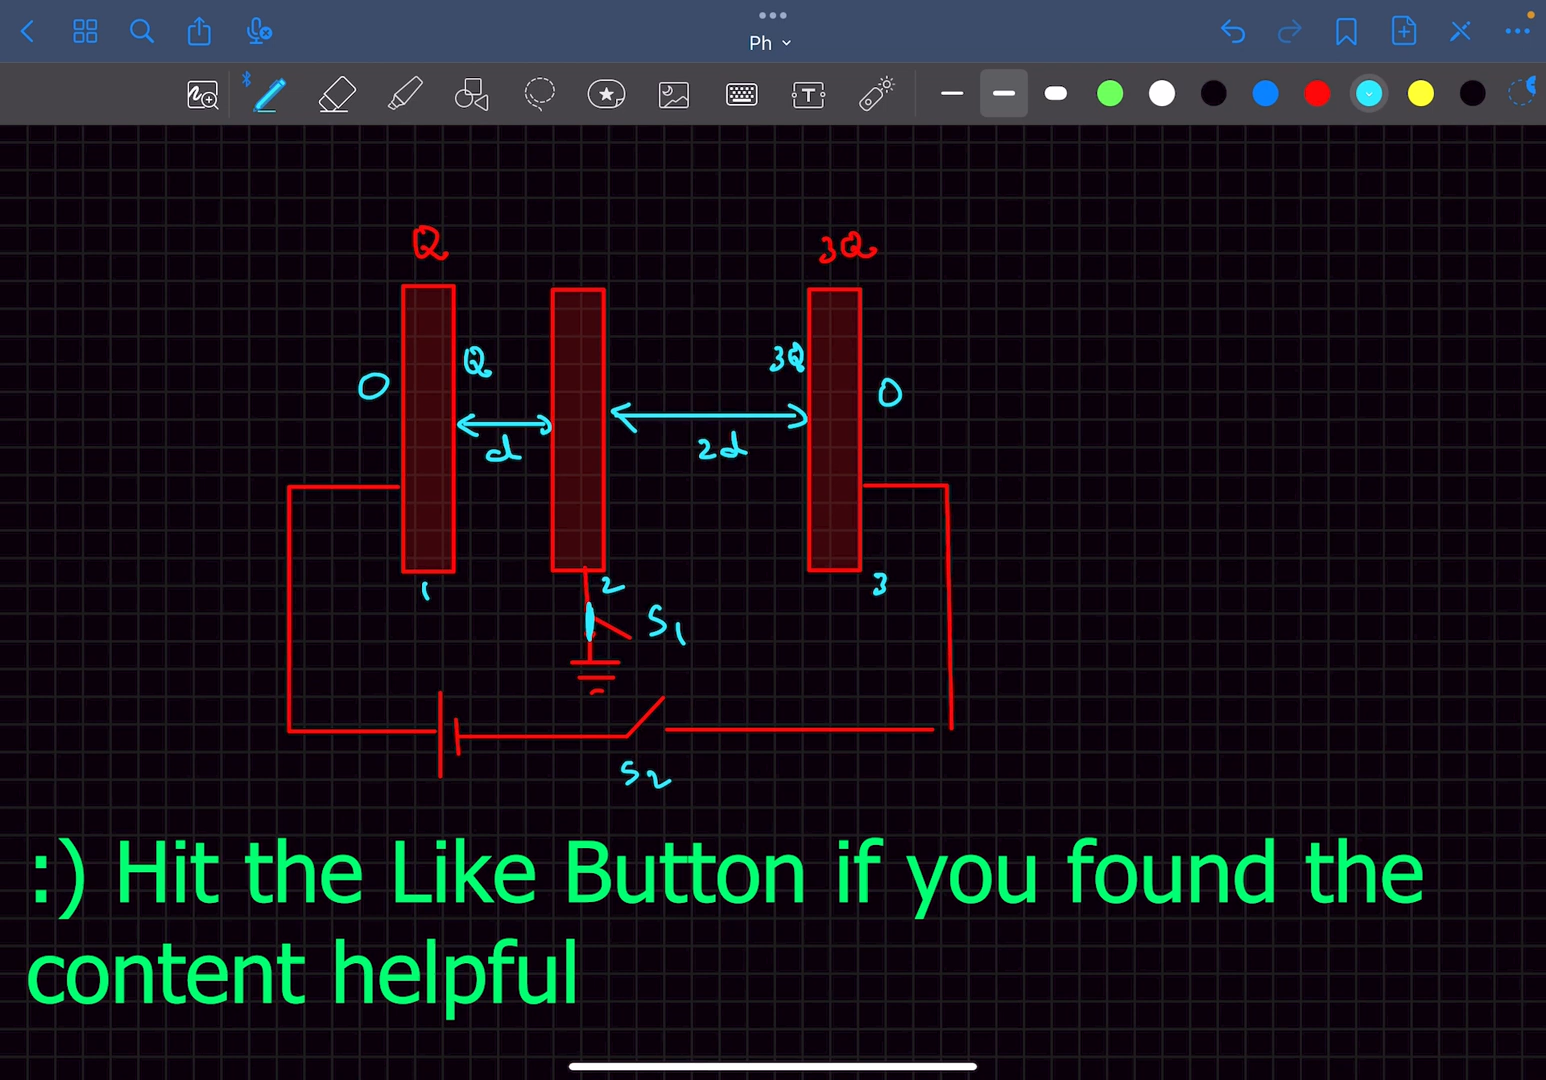 Ph
T
Q
3Q
Q
3Q
O
O
d
2d
1
2
3
S1
S2
:) Hit the Like Button if you found the
content helpful